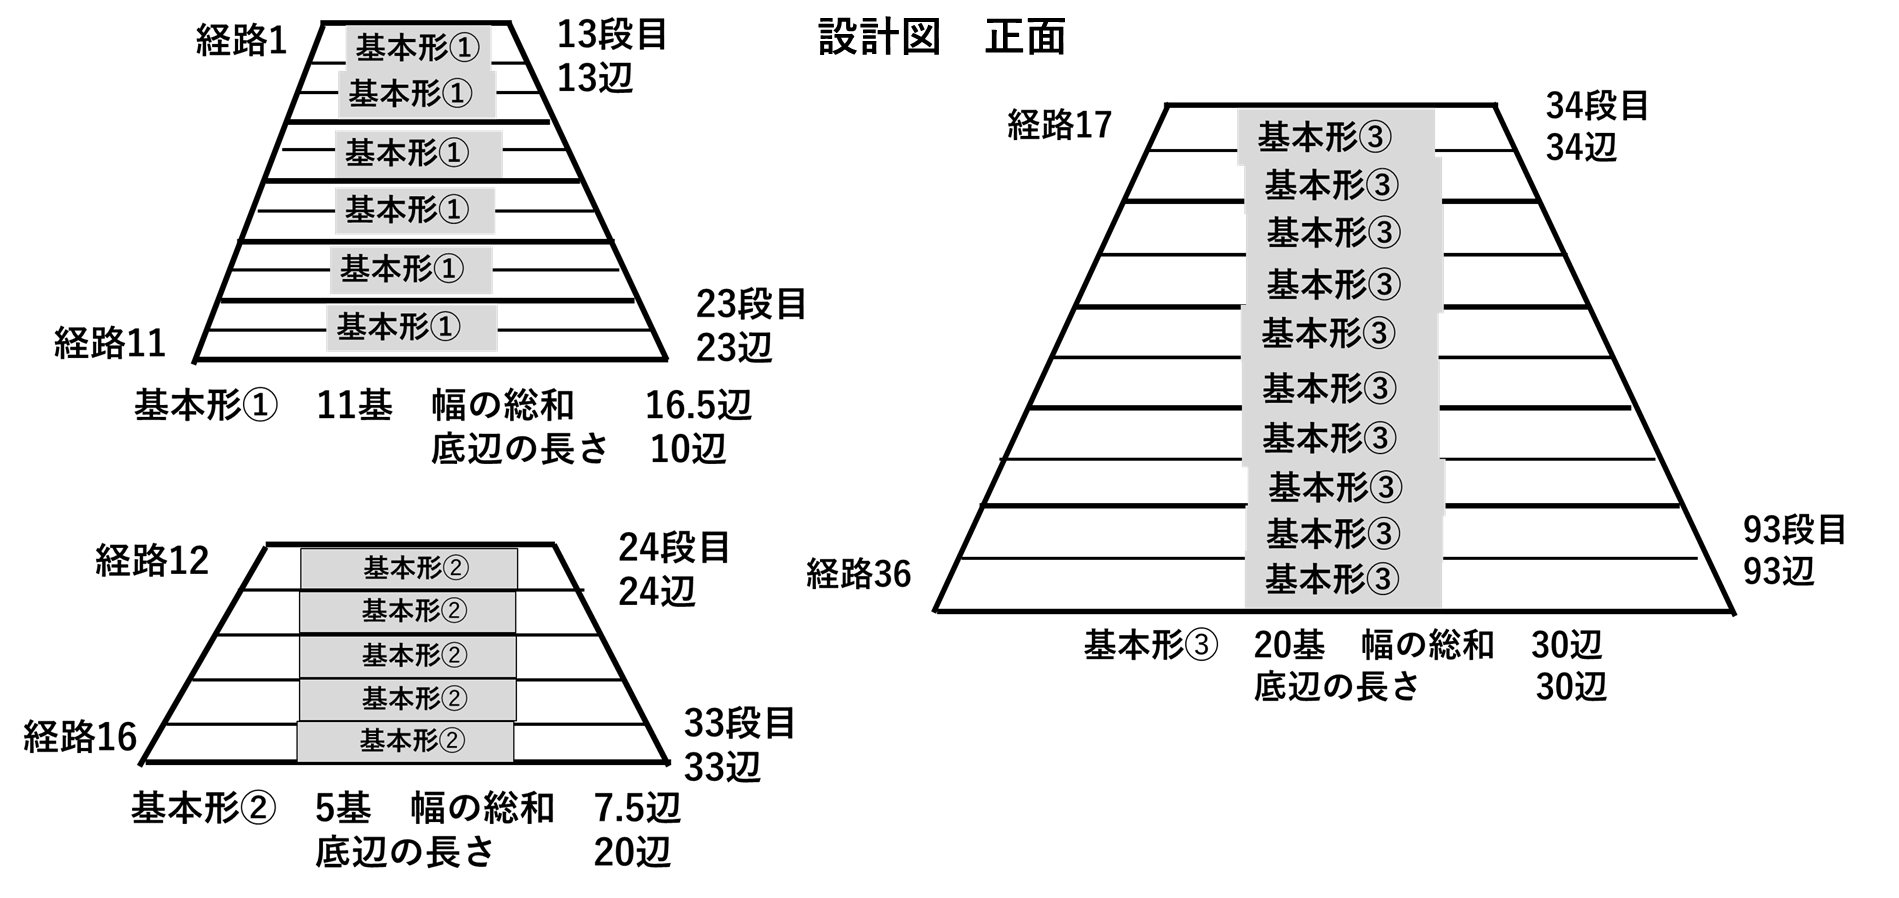 設計図　正面
経路1
13段目
13辺
基本形①
基本形①
基本形①
基本形①
基本形①
基本形①
経路11
23段目
23辺
基本形①　11基　幅の総和　16.5辺
底辺の長さ　10辺
経路12
24段目
24辺
基本形②
基本形②
基本形②
基本形②
基本形②
経路16
33段目
33辺
基本形②　5基　幅の総和　7.5辺
底辺の長さ　20辺
経路17
34段目
34辺
基本形③
基本形③
基本形③
基本形③
基本形③
基本形③
基本形③
基本形③
基本形③
基本形③
経路36
93段目
93辺
基本形③　20基　幅の総和　30辺
底辺の長さ　30辺